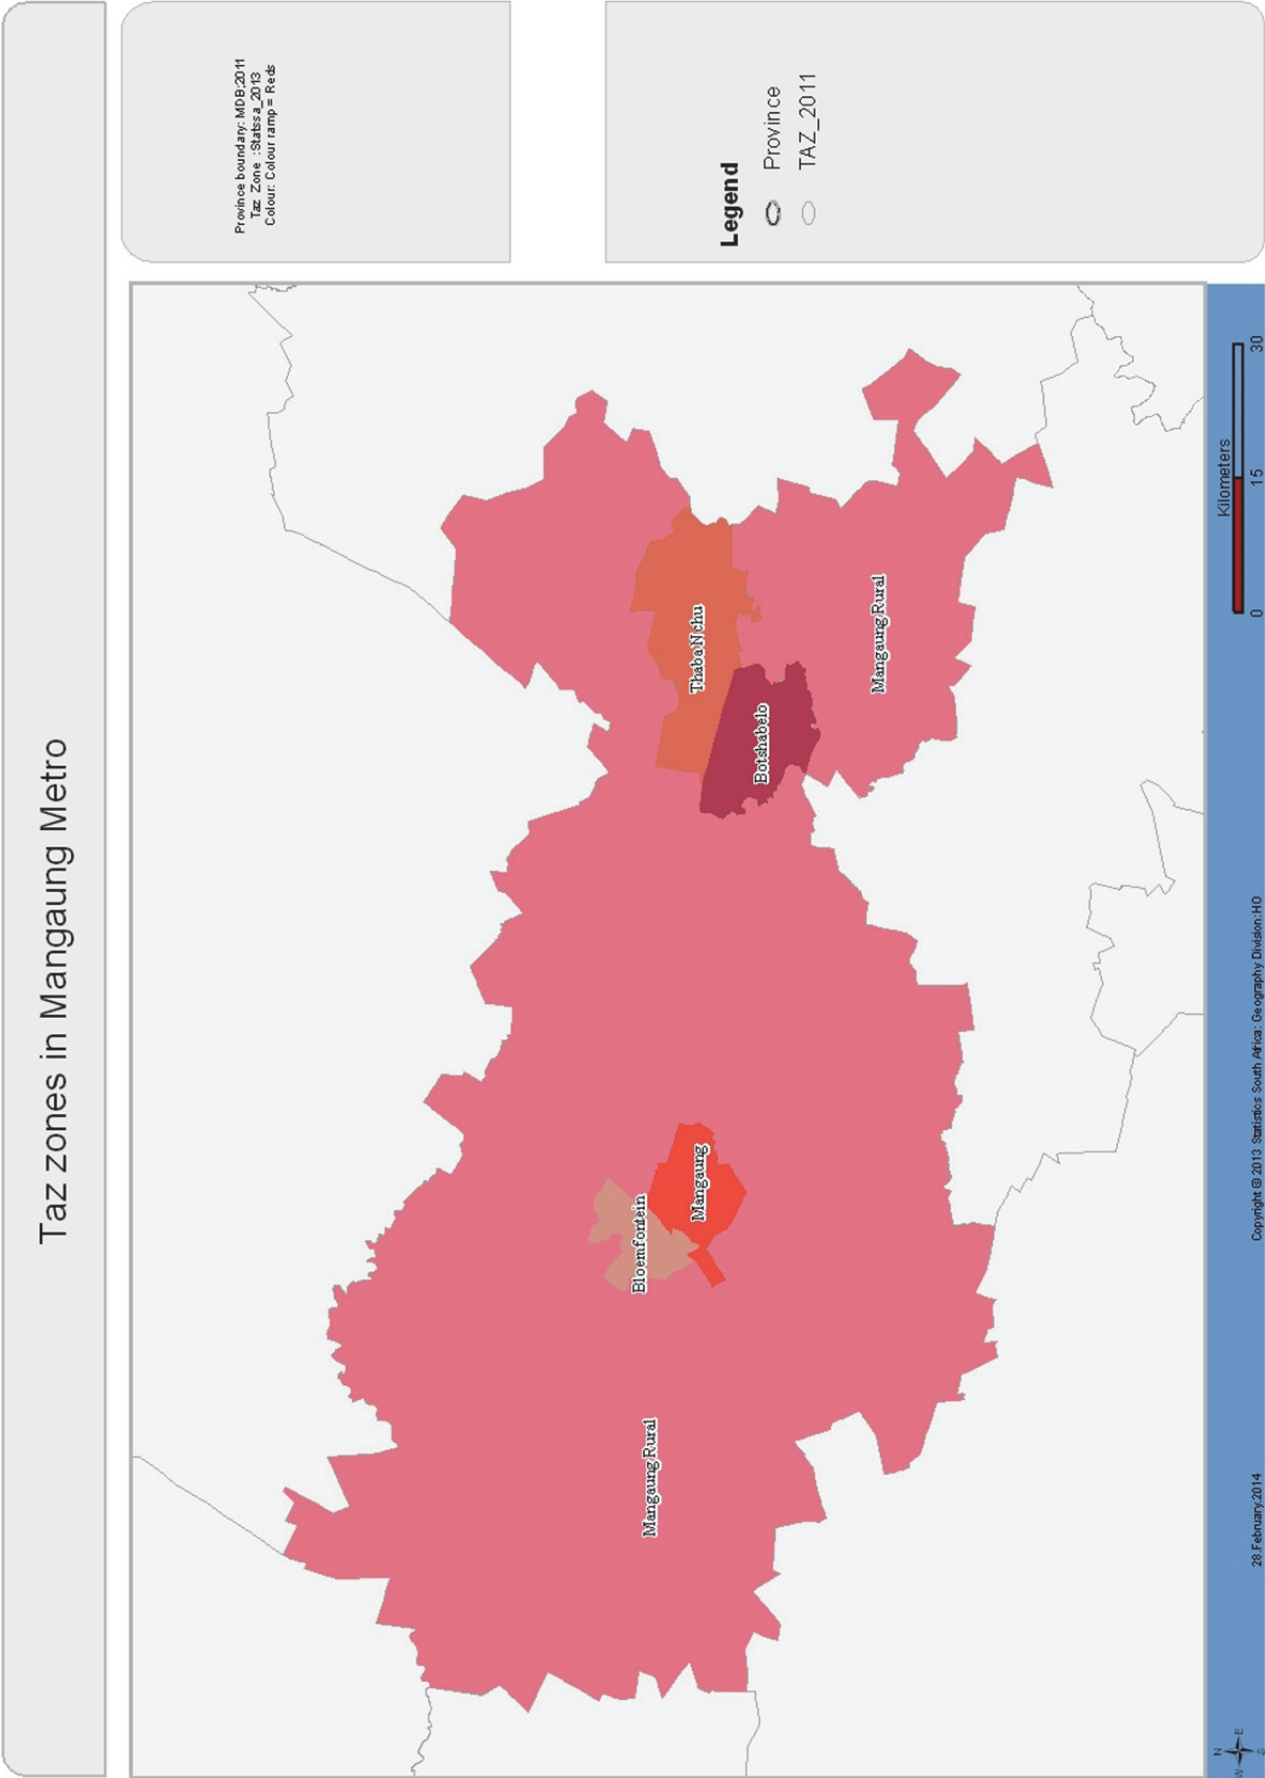 Taz zones in Mangaung Metro
Province boundary: MDB:2011
Taz Zone :Statssa_2013
Colour: Colour ramp = Reds
Legend
Province
TAZ_2011
Thaba N chu
Botshabelo
Mangaung Rural
Bloemfontein
Mangaung
Mangaung Rural
N
W
E
S
28.February.2014
Copyright @ 2013 Statistics South Africa: Geography Division:HO
Kilometers
0
15
30